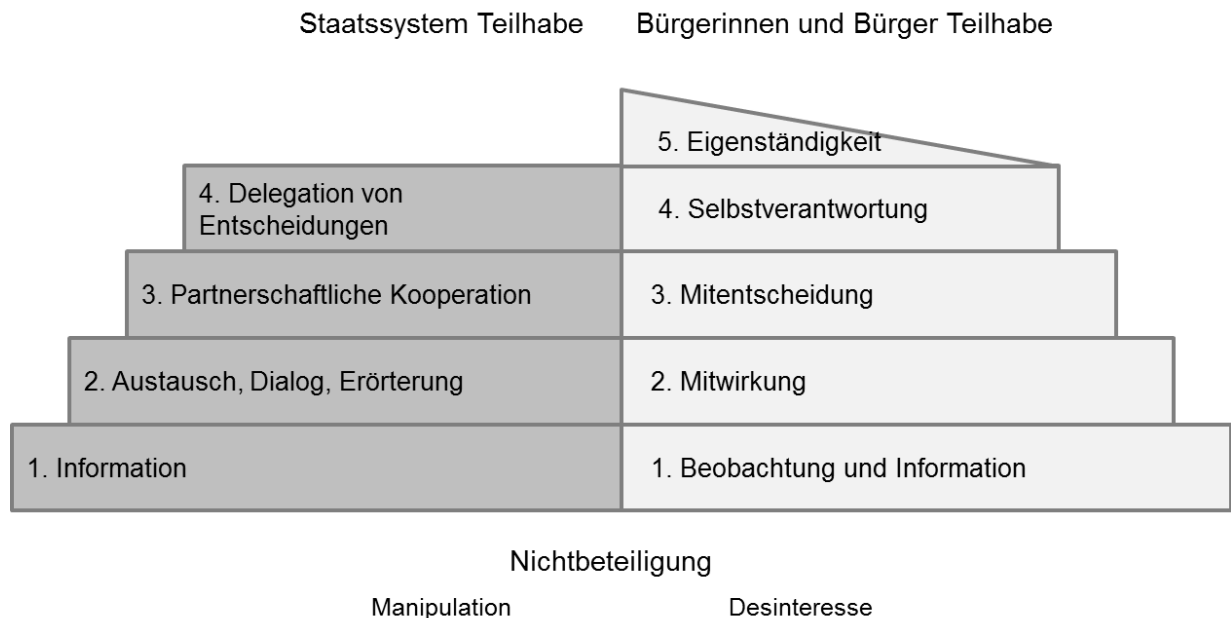 Staatssystem Teilhabe
Bürgerinnen und Bürger Teilhabe
5. Eigenständigkeit
4. Delegation von
Entscheidungen
4. Selbstverantwortung
3. Partnerschaftliche Kooperation
3. Mitentscheidung
2. Austausch, Dialog, Erörterung
2. Mitwirkung
1. Information
1. Beobachtung und Information
Nichtbeteiligung
Manipulation
Desinteresse